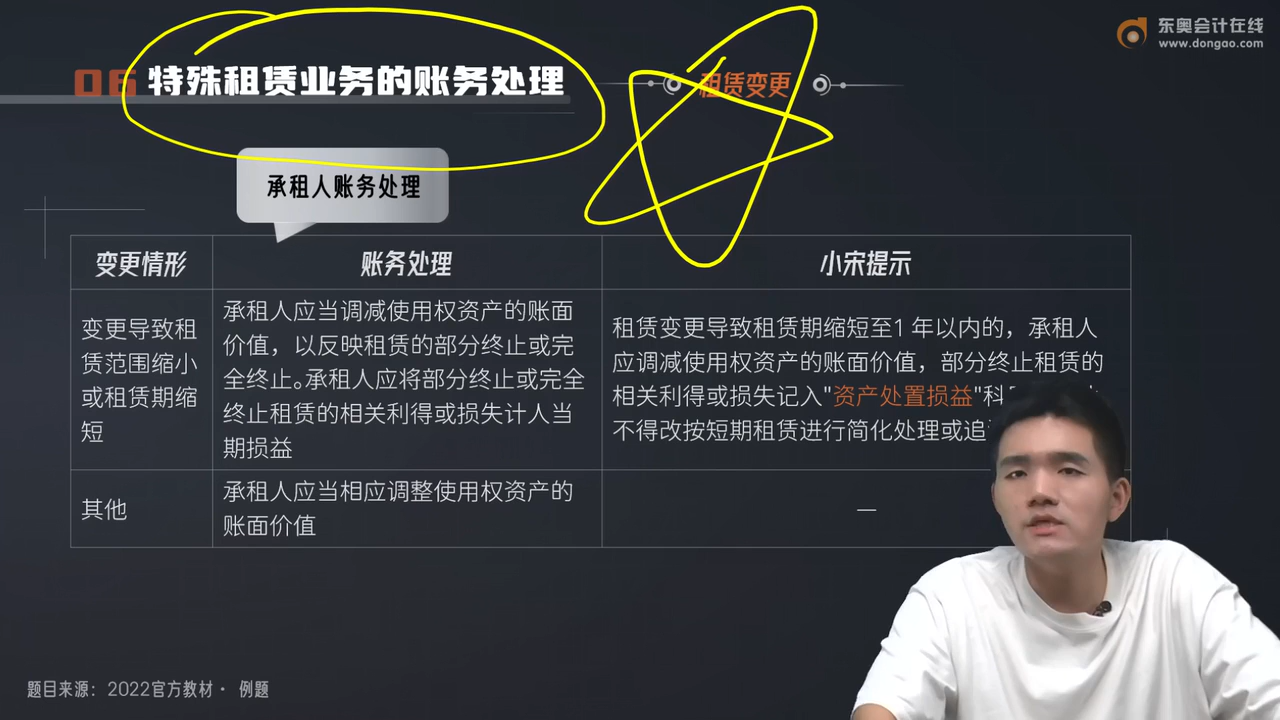 东奥会计在线
www.dongao.com
06 特殊租赁业务的账务处理
租赁变更
承租人账务处理
变更情形
账务处理
小宋提示
变更导致租
赁范围缩小
或租赁期缩
短
承租人应当调减使用权资产的账面
价值，以反映租赁的部分终止或完
全终止。承租人应将部分终止或完全
终止租赁的相关利得或损失计人当
期损益
租赁变更导致租赁期缩短至1 年以内的，承租人
应调减使用权资产的账面价值，部分终止租赁的
相关利得或损失记入"资产处置损益"科
不得改按短期租赁进行简化处理或追
其他
承租人应当相应调整使用权资产的
账面价值
—
题目来源：2022官方教材· 例题